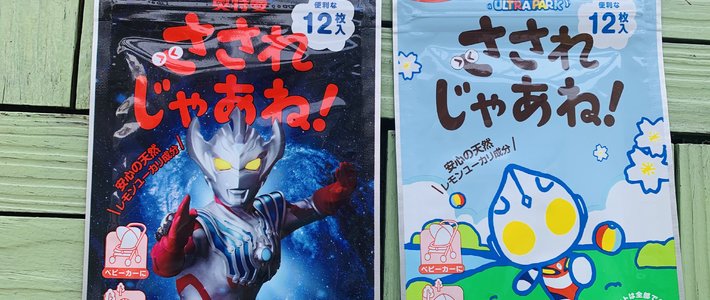 便利な
12枚入
さされ
じゃあね!
安心の天然
レモンユーカリ成分
ベビーカーに
ULTRAPARK
便利な
12枚入
さされ
じゃあね!
安心の天然
レモンユーカリ成分
ベビーカーに